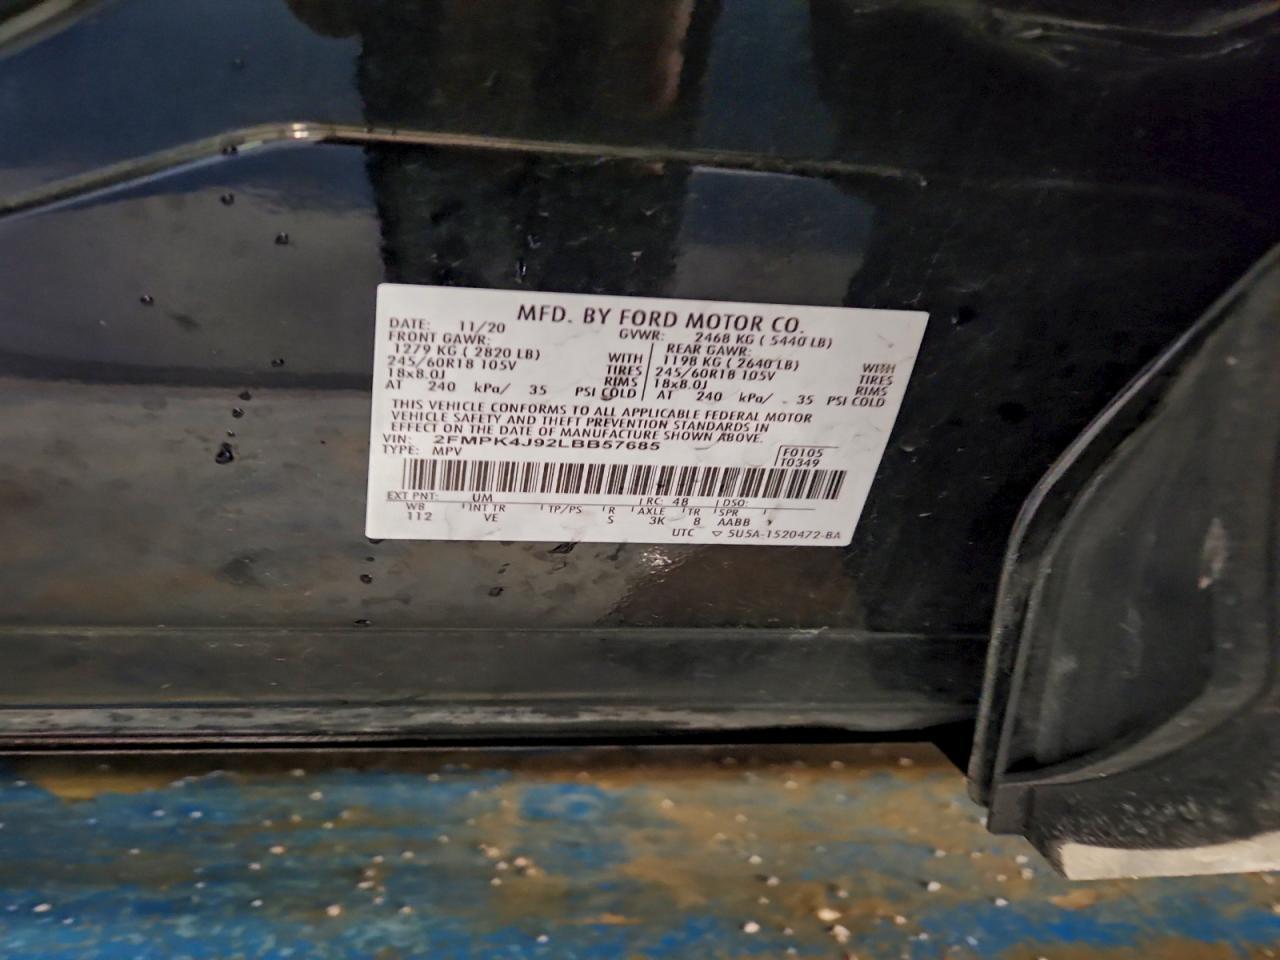 MFD. BY FORD MOTOR CO.
DATE: 11/20 GVWR: 2468 KG ( 5440 LB)
FRONT GAWR: REAR GAWR:
1279 KG ( 2820 LB) WITH 1198 KG ( 2640 LB) WITH
245/60R18 105V TIRES 245/60R18 105V TIRES
18x8.0J RIMS 18x8.0J RIMS
AT 240 kPa/ 35 PSI COLD AT 240 kPa/ 35 PSI COLD
THIS VEHICLE CONFORMS TO ALL APPLICABLE FEDERAL MOTOR
VEHICLE SAFETY AND THEFT PREVENTION STANDARDS IN
EFFECT ON THE DATE OF MANUFACTURE SHOWN ABOVE.
VIN: 2FMPK4J92LBB57685 F0105
TYPE: MPV T0349
EXT PNT: UM RC: 48 DSO:
WB INT TR TP/PS R AXLE TR SPR
112 VE S 3K 8 AABB
UTC ▽ 5U5A-1520472-BA